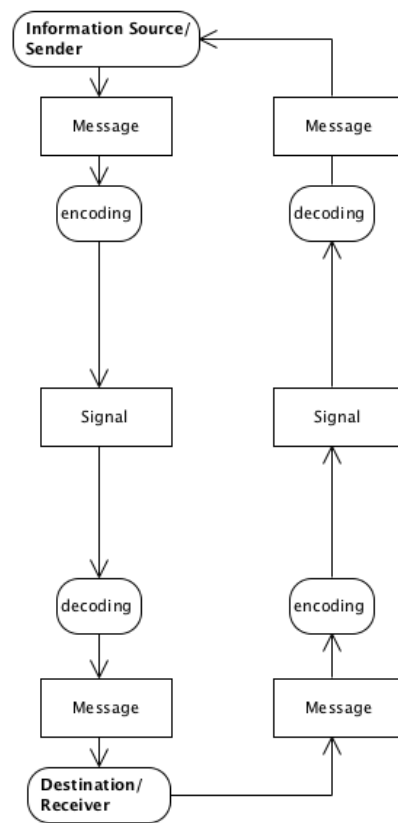 Information Source/
Sender
Message
encoding
Signal
decoding
Message
Destination/
Receiver
Message
decoding
Signal
encoding
Message